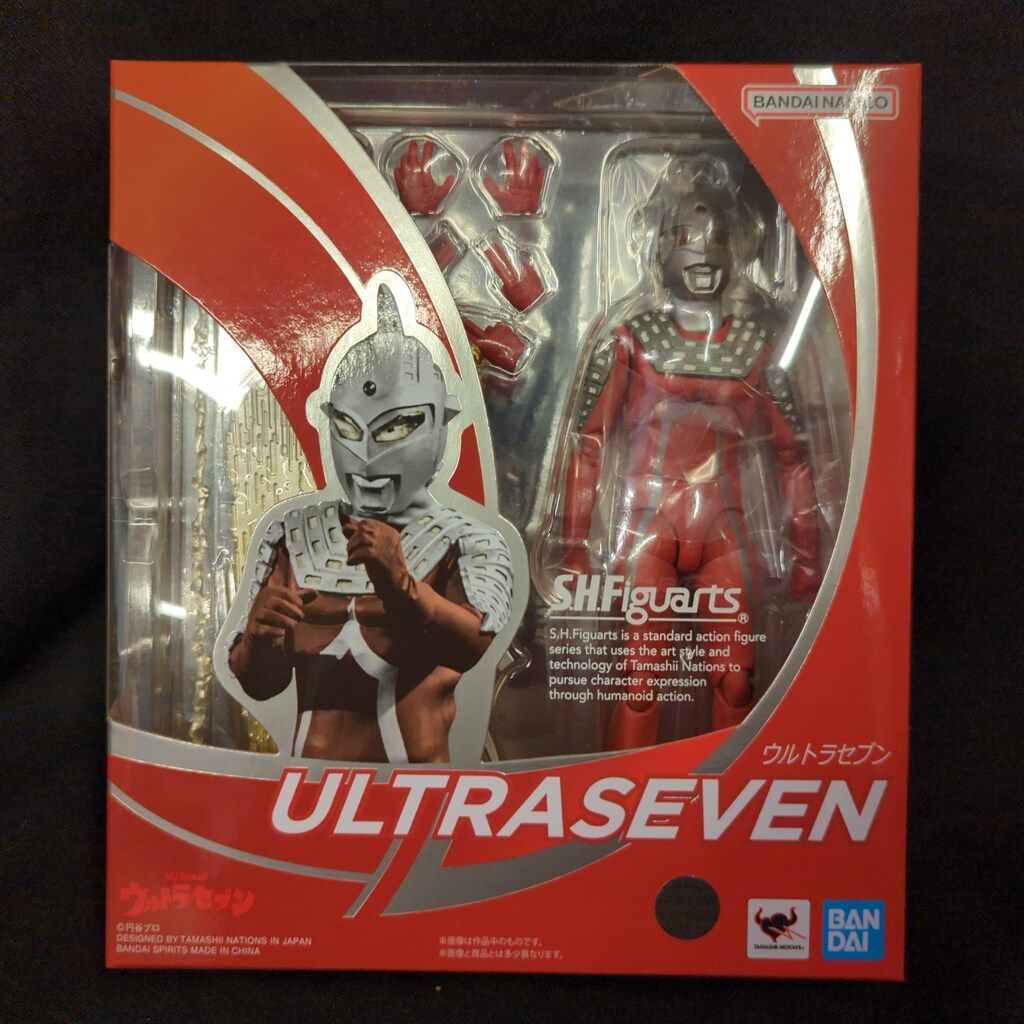 BANDAI NAMCO
S.H.Figuarts®
S.H.Figuarts is a standard action figure
series that uses the art style and
technology of Tamashii Nations to
pursue character expression
through humanoid action.
ウルトラセブン
ULTRASEVEN
ULTRAMAN
ウルトラセブン
©円谷プロ
DESIGNED BY TAMASHII NATIONS IN JAPAN
BANDAI SPIRITS MADE IN CHINA
※画像は作品中のものです。
※画像と商品とは多少異なります。
TAMASHII NATIONS
BAN
DAI